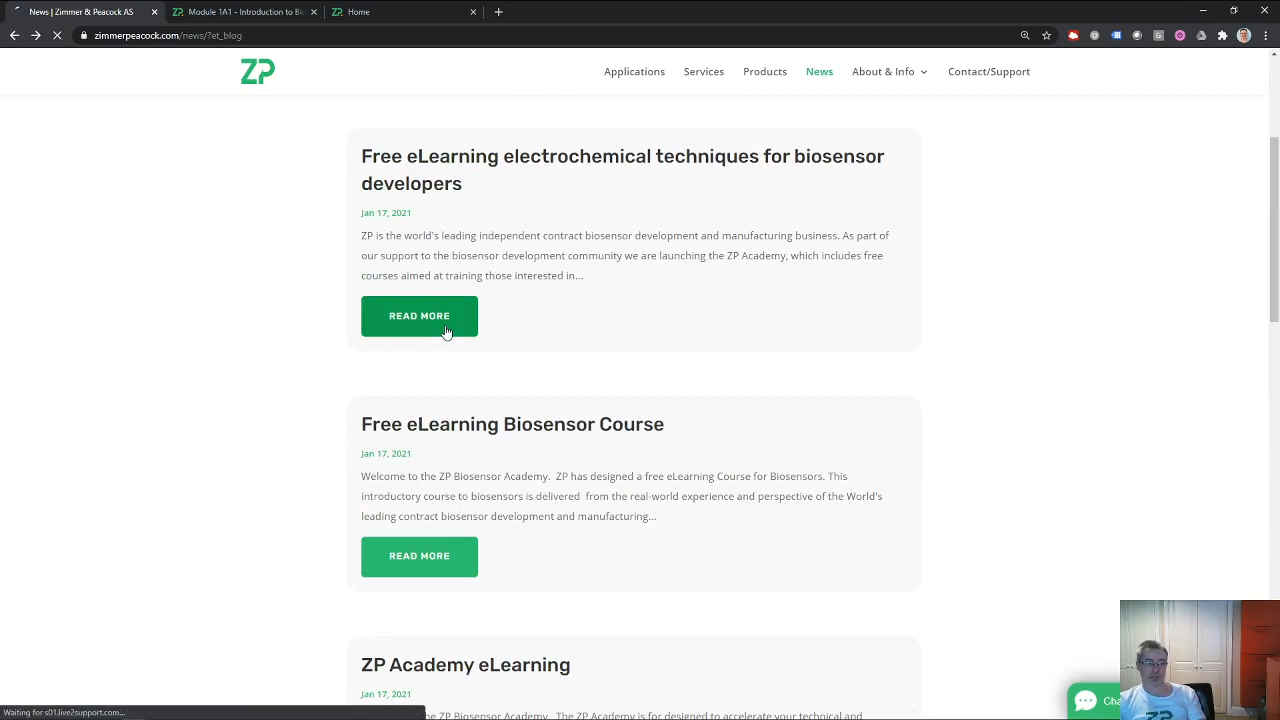 News | Zimmer & Peacock AS
Module 1A1 - Introduction to Bi
Home
zimmerpeacock.com/news/?et_blog
ZP
Applications
Services
Products
News
About & Info
Contact/Support
Free eLearning electrochemical techniques for biosensor
developers
Jan 17, 2021
ZP is the world's leading independent contract biosensor development and manufacturing business. As part of
our support to the biosensor development community we are launching the ZP Academy, which includes free
courses aimed at training those interested in...
READ MORE
Free eLearning Biosensor Course
Jan 17, 2021
Welcome to the ZP Biosensor Academy.  ZP has designed a free eLearning Course for Biosensors. This
introductory course to biosensors is delivered  from the real-world experience and perspective of the World's
leading contract biosensor development and manufacturing...
READ MORE
ZP Academy eLearning
Jan 17, 2021
the ZP Biosensor Academy.  The ZP Academy is for designed to accelerate your technical and
Waiting for s01.live2support.com...
Cha
ZP